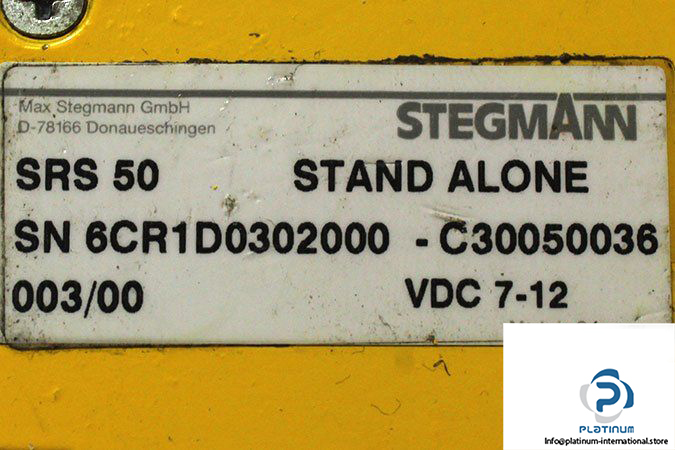 Max Stegmann GmbH
D-78166 Donaueschingen
STEGMANN
SRS 50 STAND ALONE
SN 6CR1D0302000 - C30050036
003/00 VDC 7-12
PLATINUM
Info@platinum-international.store